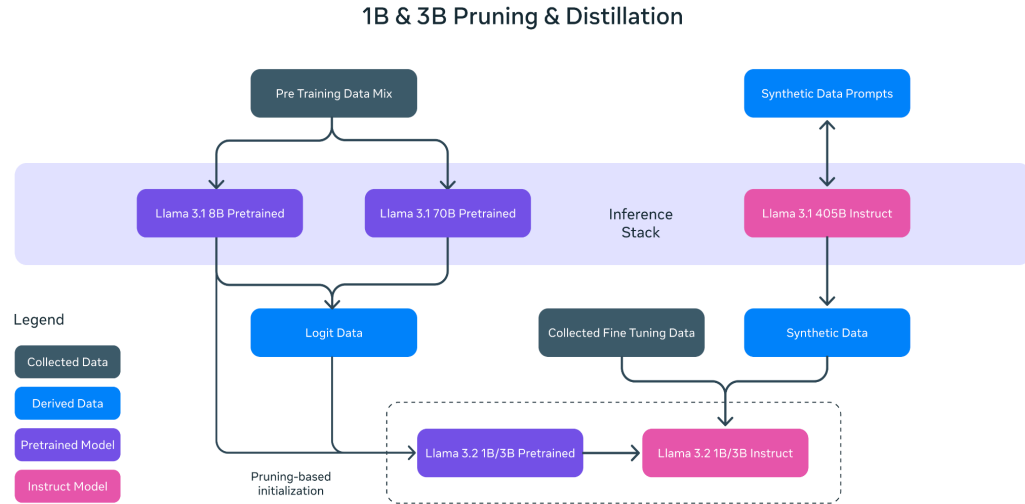 1B & 3B Pruning & Distillation
Pre Training Data Mix
Synthetic Data Prompts
Llama 3.1 8B Pretrained
Llama 3.1 70B Pretrained
Inference
Stack
Llama 3.1 405B Instruct
Legend
Logit Data
Collected Fine Tuning Data
Synthetic Data
Collected Data
Derived Data
Pretrained Model
Instruct Model
Llama 3.2 1B/3B Pretrained
Llama 3.2 1B/3B Instruct
Pruning-based
initialization